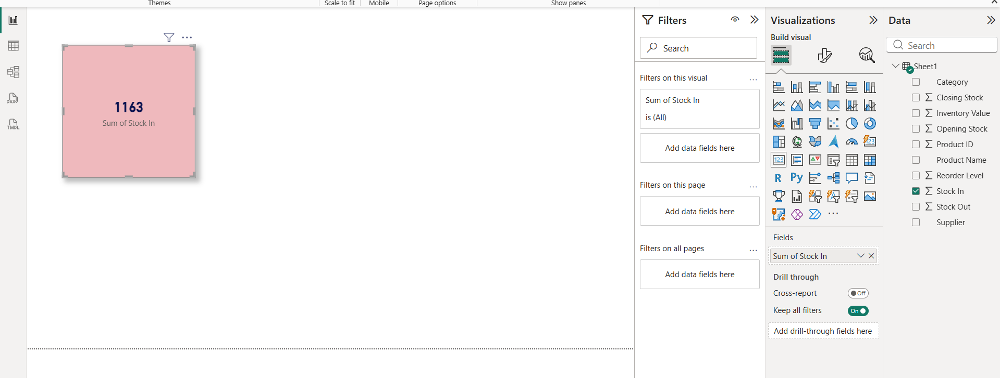 Themes
Scale to fit
Mobile
Page options
Show panes
DAX
TMDL
1163
Sum of Stock In
Filters
Search
Filters on this visual
...
Sum of Stock In
is (All)
Add data fields here
Filters on this page
...
Add data fields here
Filters on all pages
...
Add data fields here
Visualizations
Build visual
123
123
R
Py
A
...
Fields
Sum of Stock In
Drill through
Cross-report
Off
Keep all filters
On
Add drill-through fields here
Data
Search
Sheet1
Category
Σ Closing Stock
Σ Inventory Value
Σ Opening Stock
Σ Product ID
Product Name
Σ Reorder Level
Σ Stock In
Σ Stock Out
Supplier